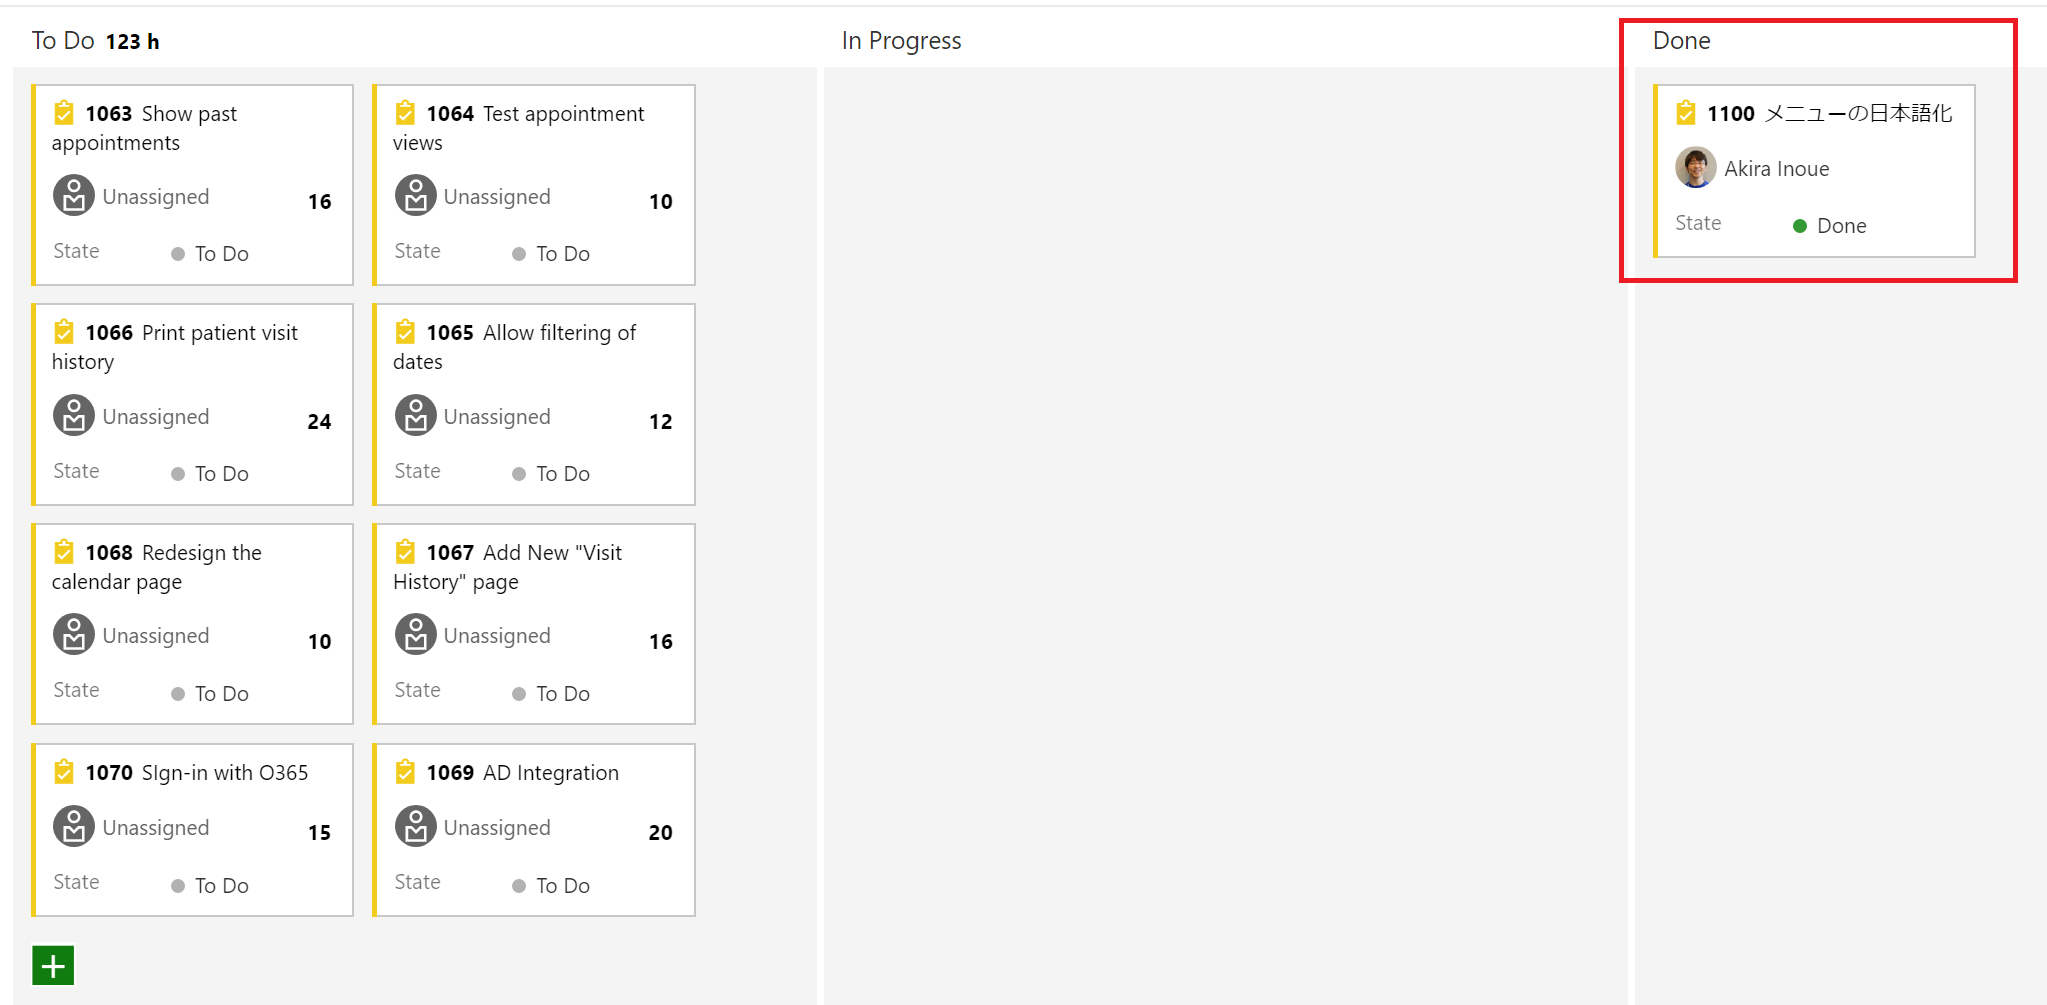 To Do 123 h
1063 Show past
appointments
Unassigned
16
State
To Do
1064 Test appointment
views
Unassigned
10
State
To Do
1066 Print patient visit
history
Unassigned
24
State
To Do
1065 Allow filtering of
dates
Unassigned
12
State
To Do
1068 Redesign the
calendar page
Unassigned
10
State
To Do
1067 Add New "Visit
History" page
Unassigned
16
State
To Do
1070 SIgn-in with O365
Unassigned
15
State
To Do
1069 AD Integration
Unassigned
20
State
To Do
In Progress
Done
1100 メニューの日本語化
Akira Inoue
State
Done